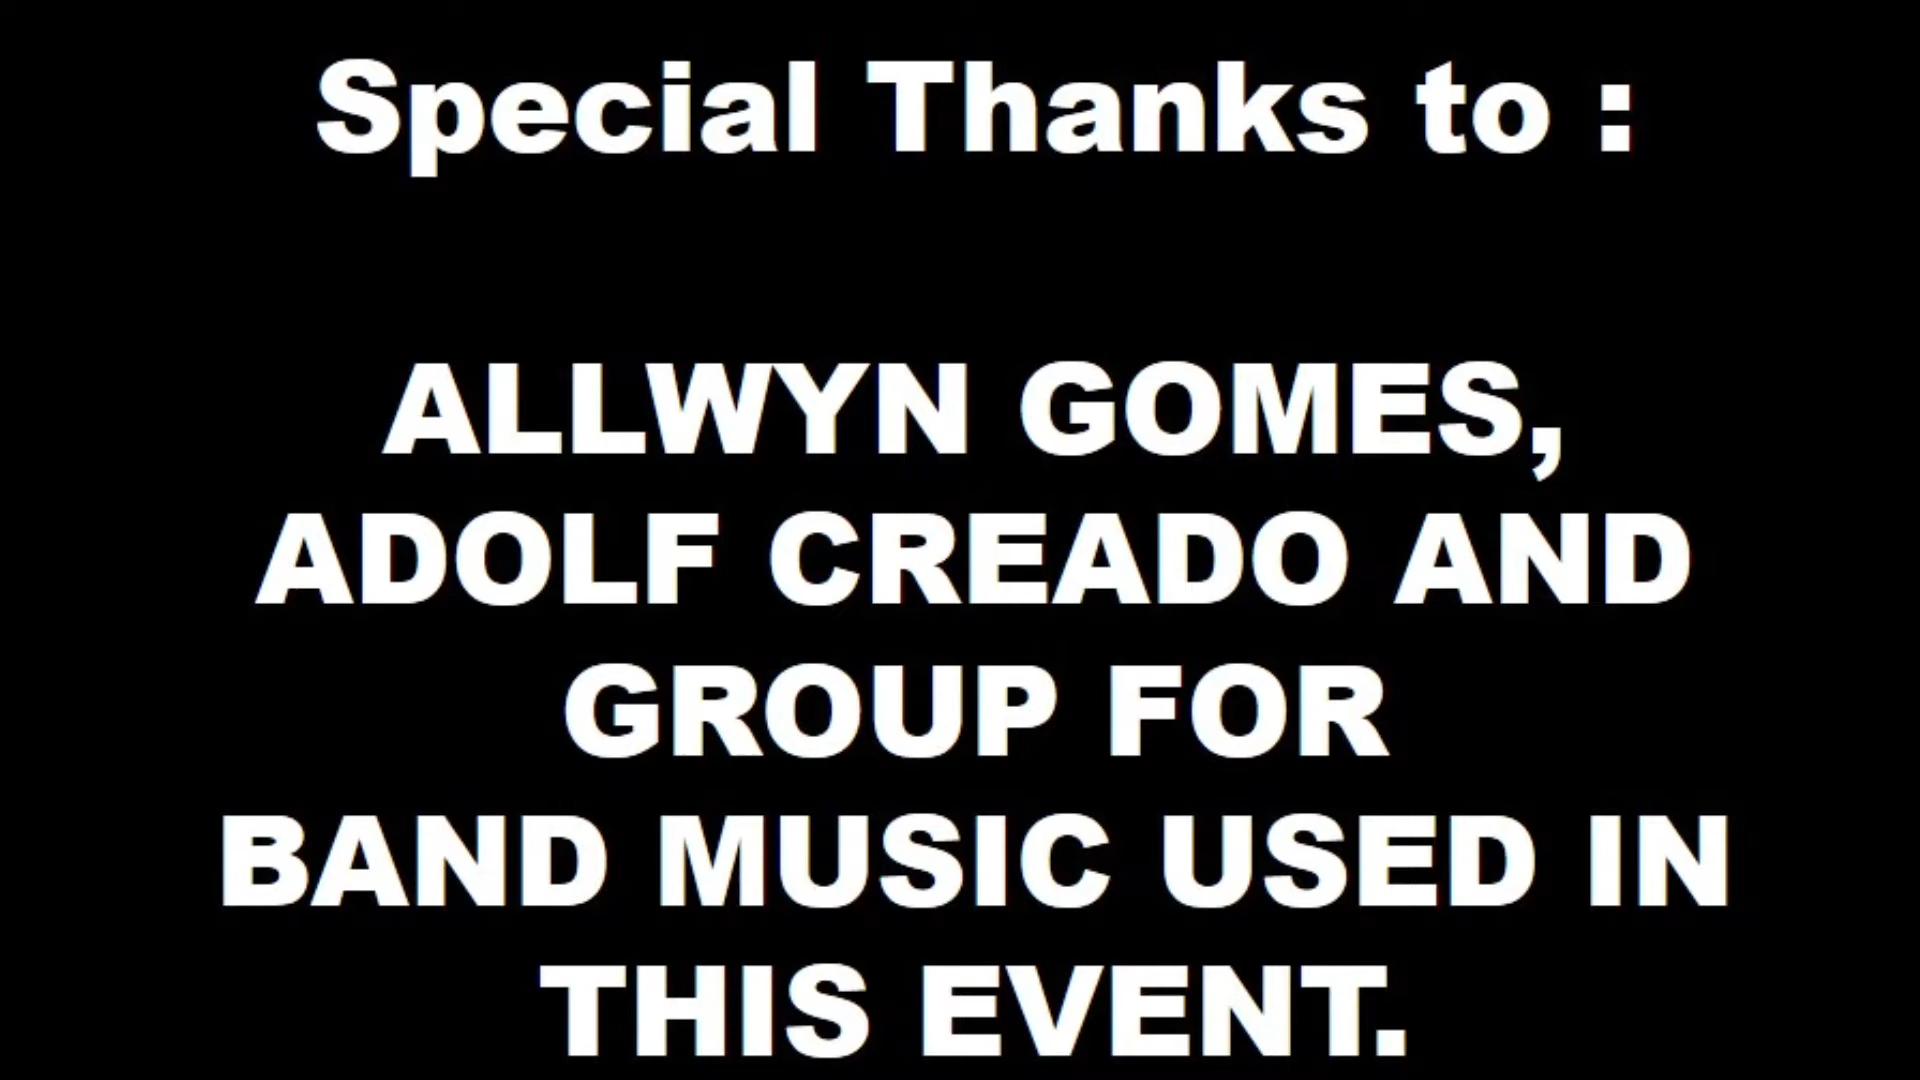 Special Thanks to :
ALLWYN GOMES,
ADOLF CREADO AND
GROUP FOR
BAND MUSIC USED IN
THIS EVENT.